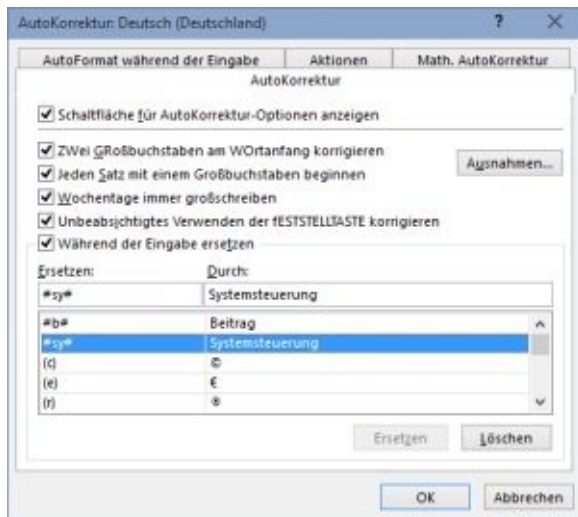 AutoKorrektur: Deutsch (Deutschland) ?
AutoFormat während der Eingabe Aktionen Math. AutoKorrektur
AutoKorrektur
Schaltfläche für AutoKorrektur-Optionen anzeigen
ZWei GRoßbuchstaben am WOrtanfang korrigieren
Ausnahmen...
Jeden Satz mit einem Großbuchstaben beginnen
Wochentage immer großschreiben
Unbeabsichtigtes Verwenden der fESTSTELLTASTE korrigieren
Während der Eingabe ersetzen
Ersetzen: Durch:
#sy# Systemsteuerung
#b# Beitrag
#sy# Systemsteuerung
(c) ©
(e) €
(r) ®
Ersetzen Löschen
OK Abbrechen